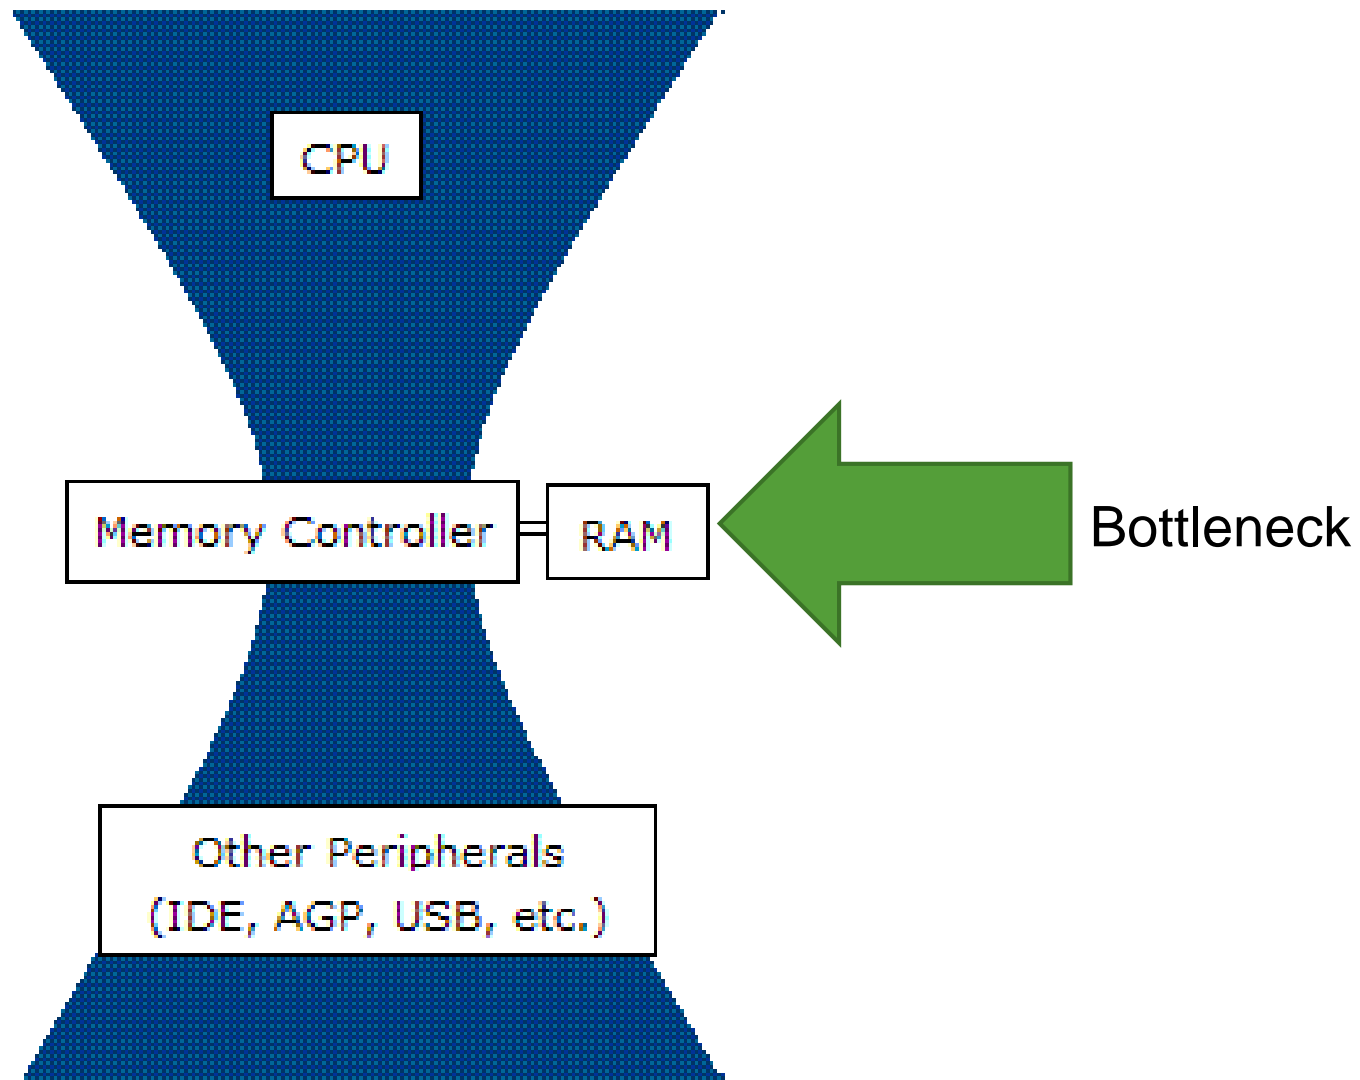 CPU
Memory Controller
RAM
Bottleneck
Other Peripherals
(IDE, AGP, USB, etc.)